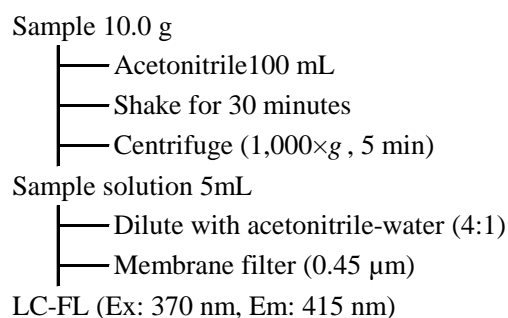 Sample 10.0 g
Acetonitrile100 mL
Shake for 30 minutes
Centrifuge (1,000×g , 5 min)
Sample solution 5mL
Dilute with acetonitrile-water (4:1)
Membrane filter (0.45 µm)
LC-FL (Ex: 370 nm, Em: 415 nm)